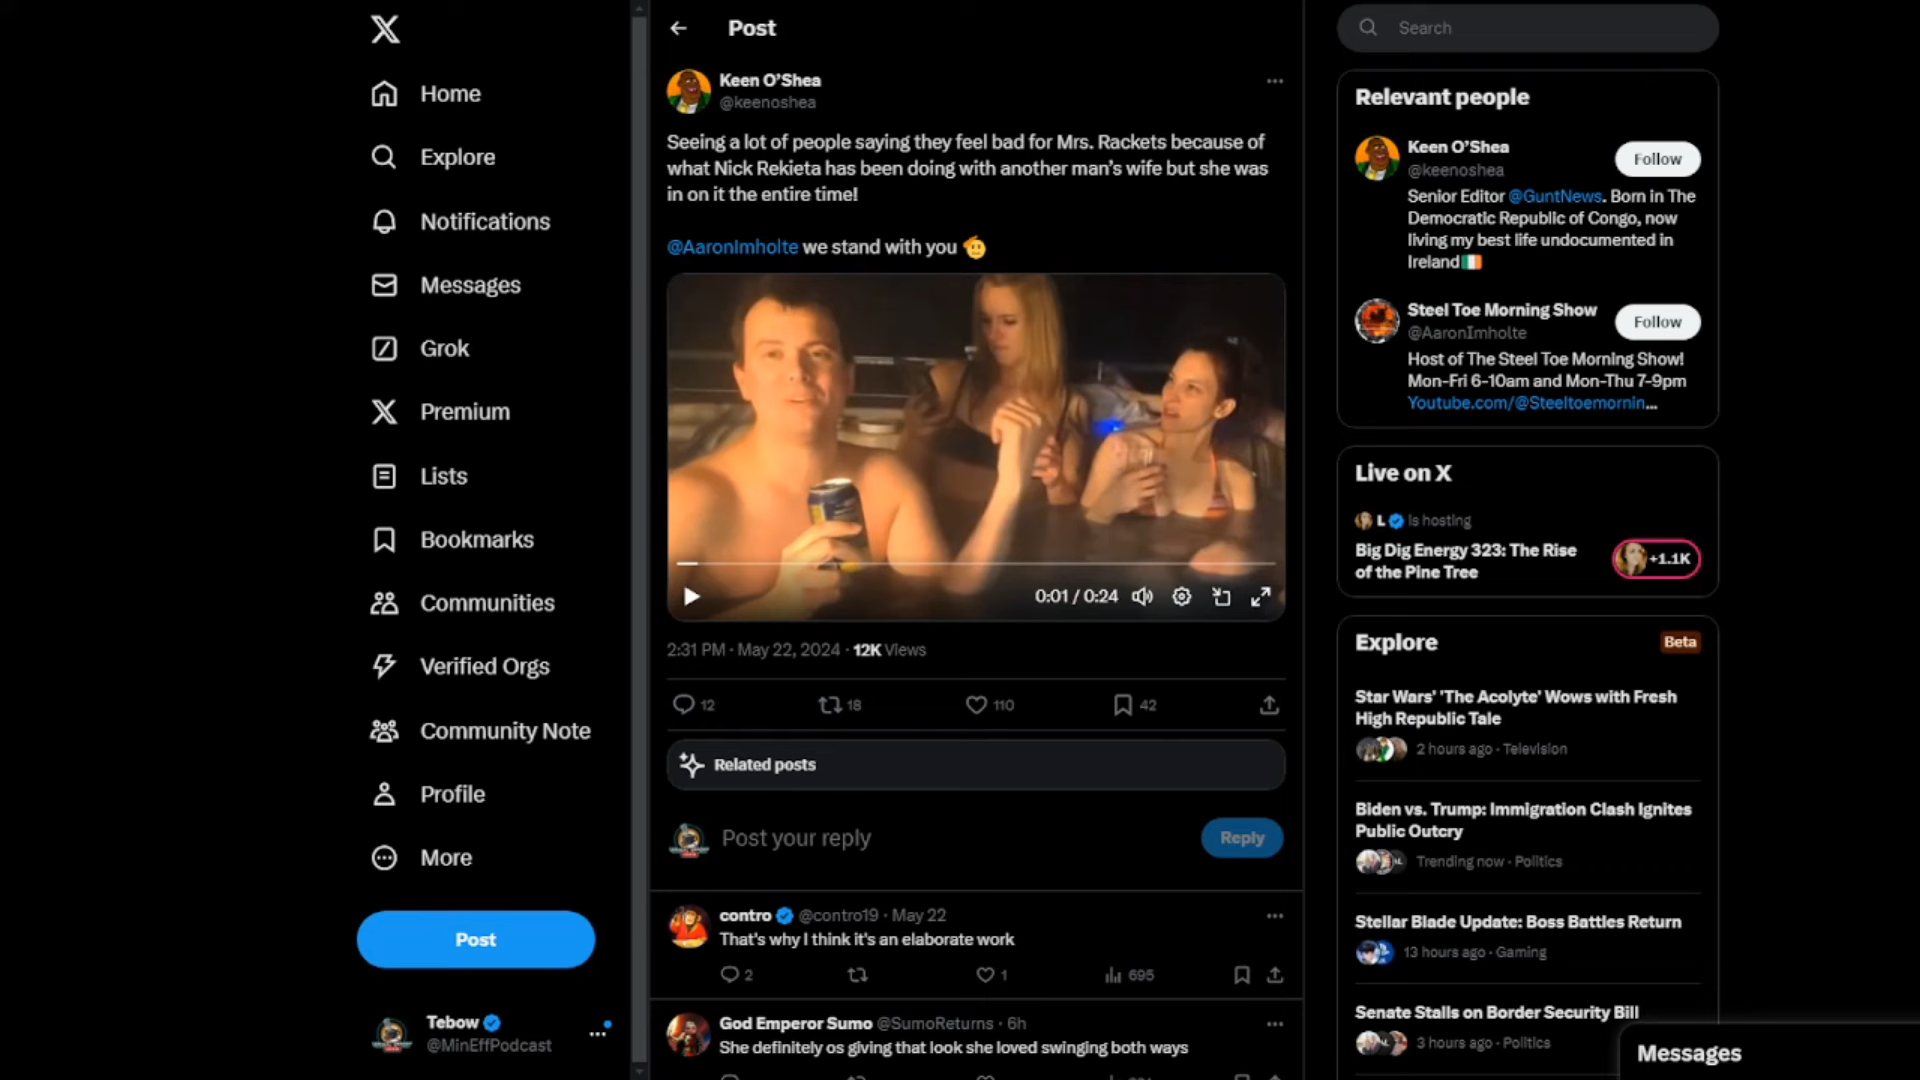 Home
Explore
Notifications
Messages
Grok
Premium
Lists
Bookmarks
Communities
Verified Orgs
Community Note
Profile
More
Post
Tebow
@MinEffPodcast
Post
Keen O'Shea
@keenoshea
Seeing a lot of people saying they feel bad for Mrs. Rackets because of
what Nick Rekieta has been doing with another man's wife but she was
in on it the entire time!
@AaronImholte we stand with you
0:01 / 0:24
2:31 PM · May 22, 2024 · 12K Views
12 18 110 42
Related posts
Post your reply
Reply
contro @contro19 · May 22
That's why I think it's an elaborate work
2 1 695
God Emperor Sumo @SumoReturns · 6h
She definitely os giving that look she loved swinging both ways
Search
Relevant people
Keen O'Shea
@keenoshea
Follow
Senior Editor @GuntNews. Born in The
Democratic Republic of Congo, now
living my best life undocumented in
Ireland
Steel Toe Morning Show
@AaronImholte
Follow
Host of The Steel Toe Morning Show!
Mon-Fri 6-10am and Mon-Thu 7-9pm
Youtube.com/@Steeltoemornin...
Live on X
L is hosting
Big Dig Energy 323: The Rise
of the Pine Tree
+1.1K
Explore
Beta
Star Wars' 'The Acolyte' Wows with Fresh
High Republic Tale
2 hours ago · Television
Biden vs. Trump: Immigration Clash Ignites
Public Outcry
Trending now · Politics
Stellar Blade Update: Boss Battles Return
13 hours ago · Gaming
Senate Stalls on Border Security Bill
3 hours ago · Politics
Messages